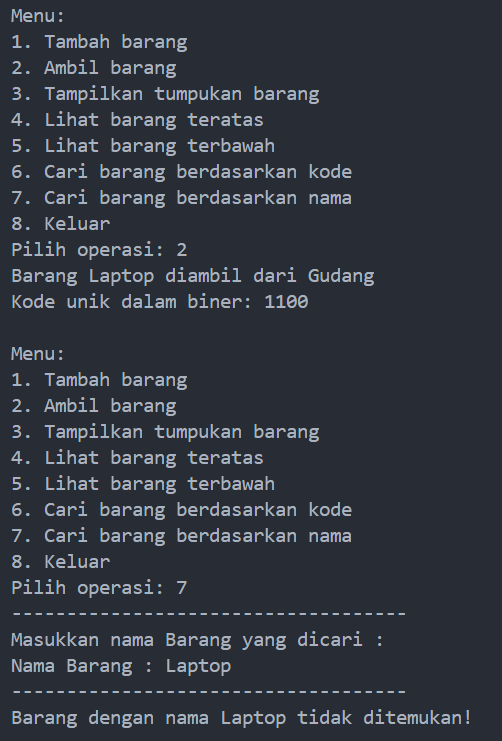 Menu:
1. Tambah barang
2. Ambil barang
3. Tampilkan tumpukan barang
4. Lihat barang teratas
5. Lihat barang terbawah
6. Cari barang berdasarkan kode
7. Cari barang berdasarkan nama
8. Keluar
Pilih operasi: 2
Barang Laptop diambil dari Gudang
Kode unik dalam biner: 1100

Menu:
1. Tambah barang
2. Ambil barang
3. Tampilkan tumpukan barang
4. Lihat barang teratas
5. Lihat barang terbawah
6. Cari barang berdasarkan kode
7. Cari barang berdasarkan nama
8. Keluar
Pilih operasi: 7
------------------------------------
Masukkan nama Barang yang dicari :
Nama Barang : Laptop
------------------------------------
Barang dengan nama Laptop tidak ditemukan!